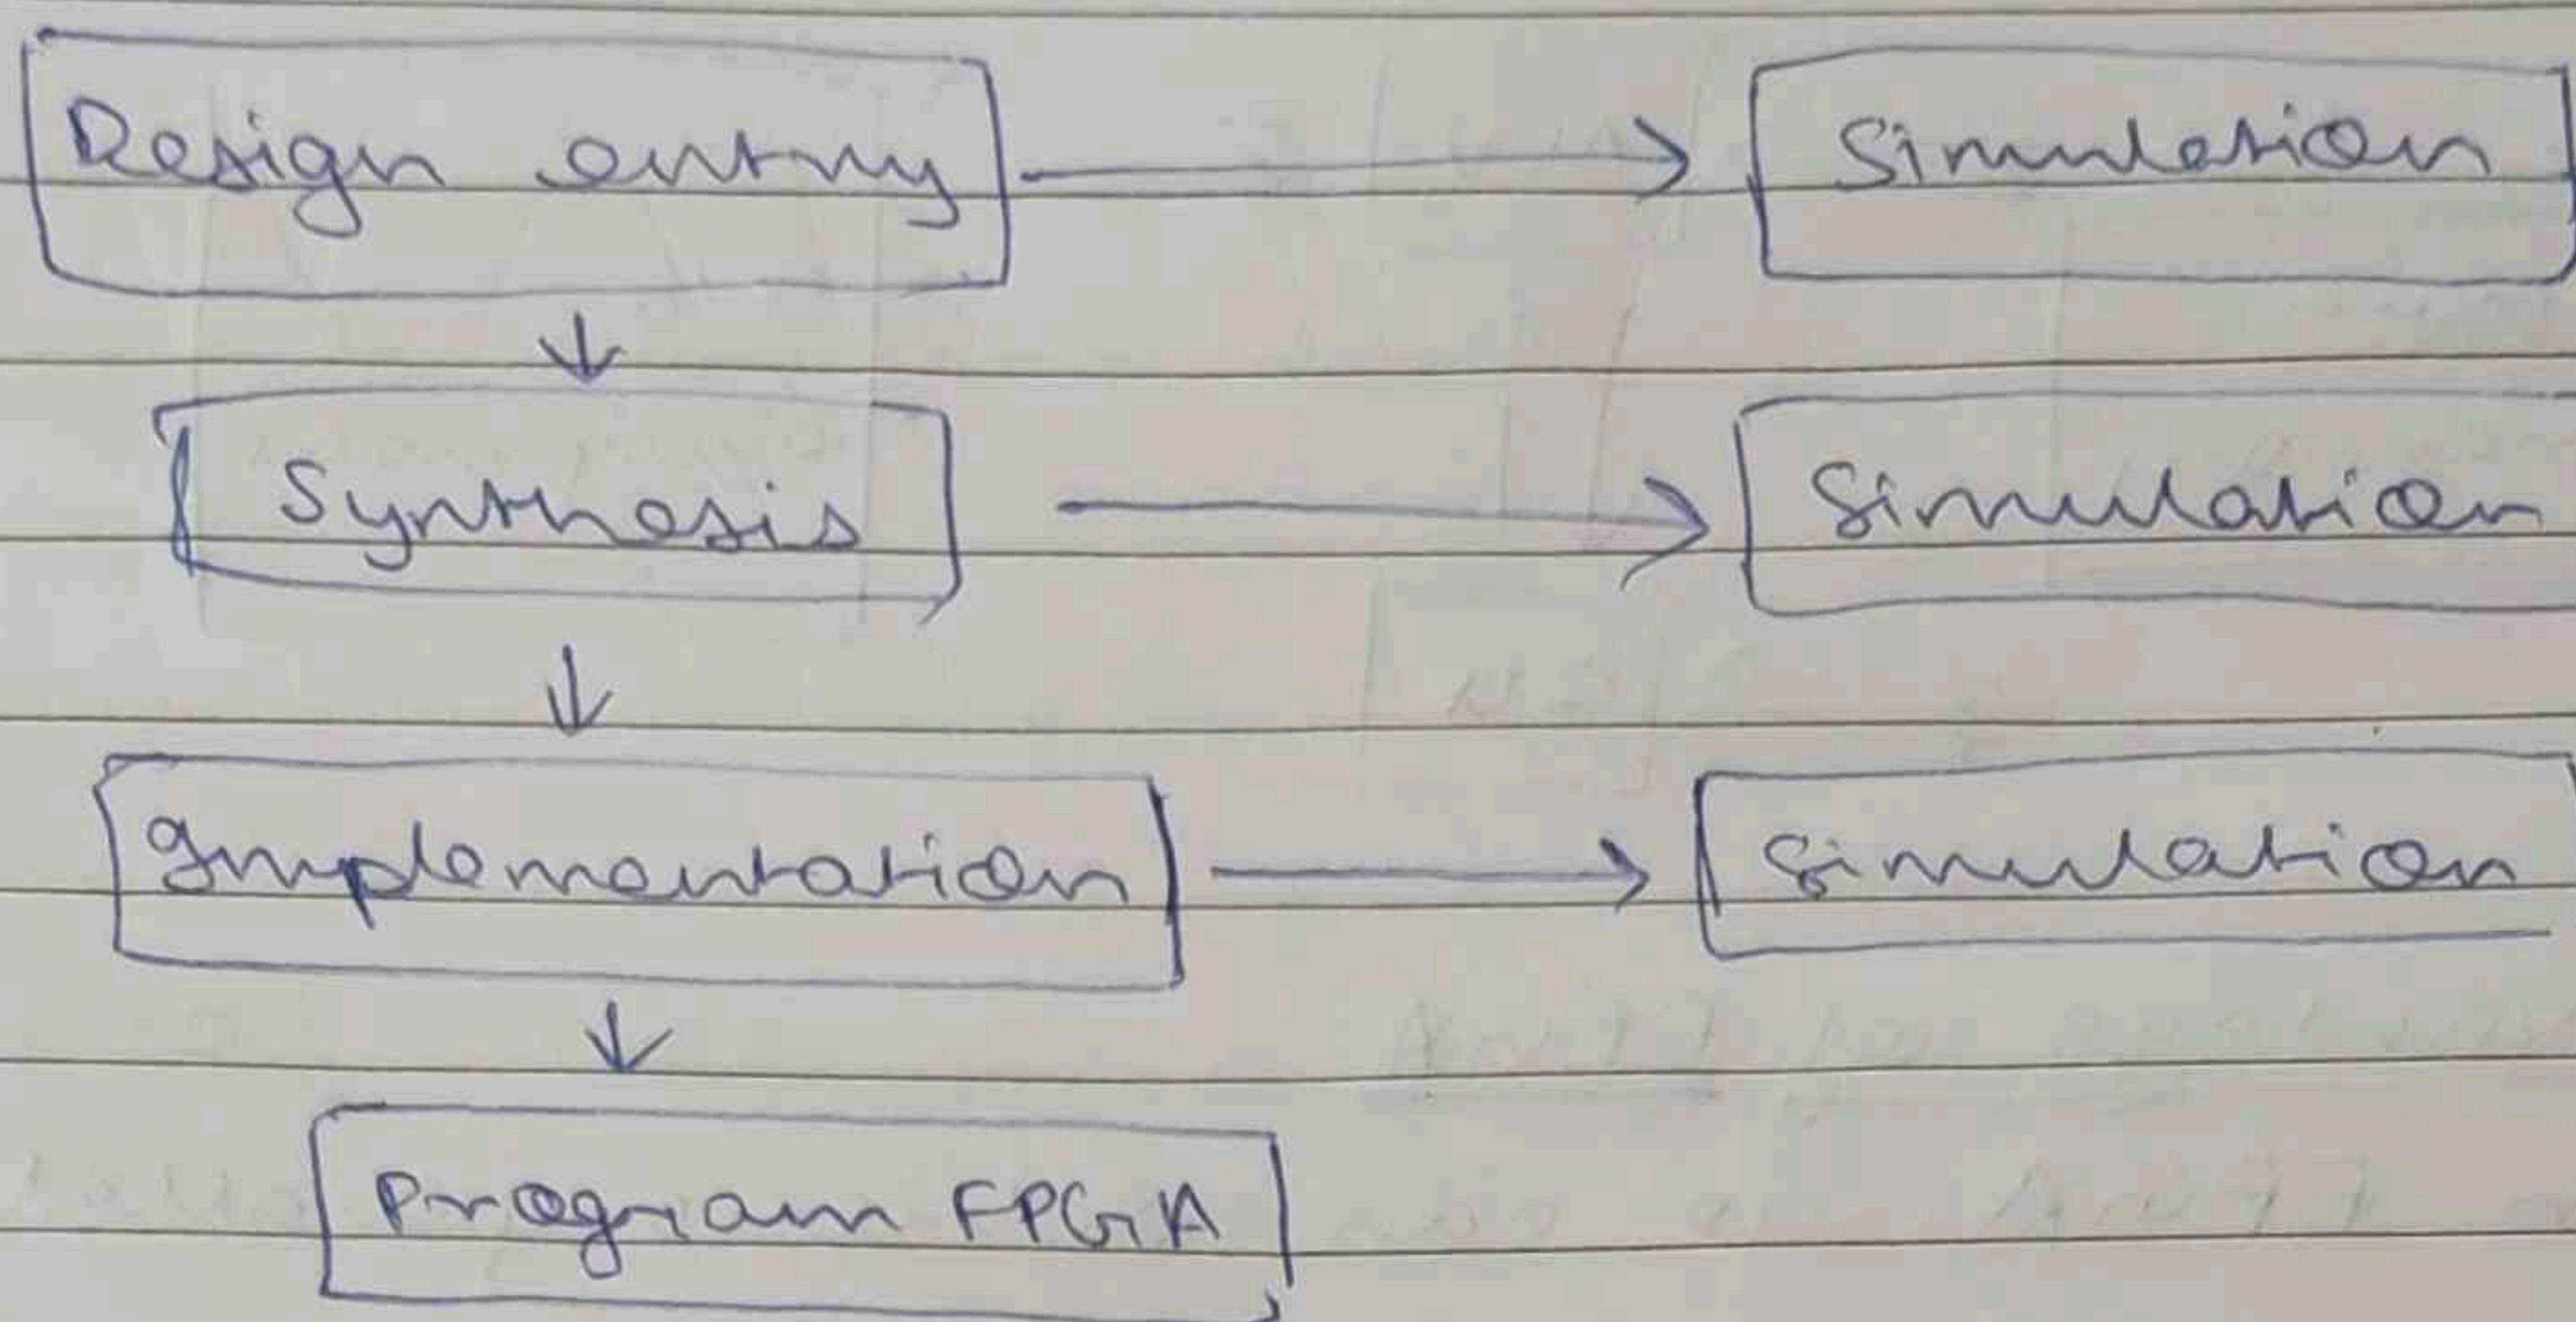 Design entry
Simulation
Synthesis
Simulation
Implementation
Simulation
Program FPGA